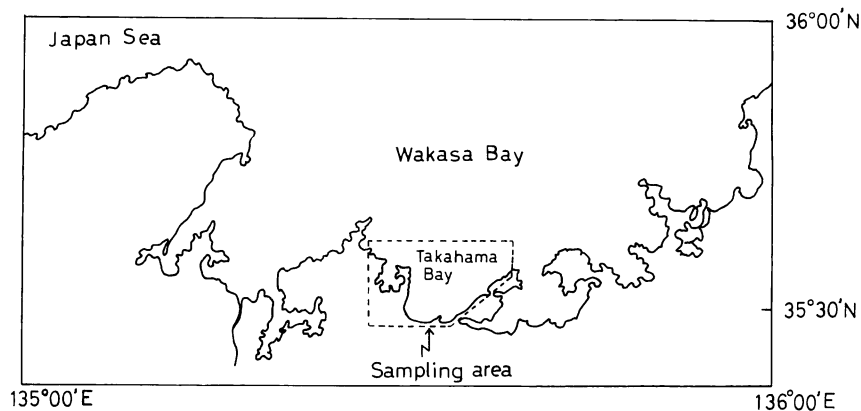 36°00'N
Japan Sea
Wakasa Bay
Takahama
Bay
35°30'N
Sampling area
135°00'E
136°00'E